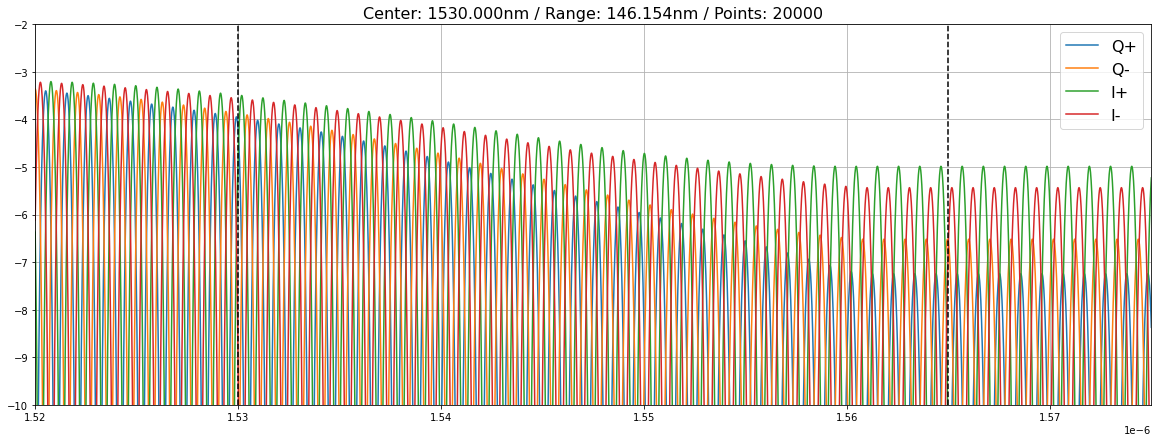 Center: 1530.000nm / Range: 146.154nm / Points: 20000
−2
−3
−4
−5
−6
−7
−8
−9
−10
Q+
Q-
I+
I-
1.52
1.53
1.54
1.55
1.56
1.57
1e−6